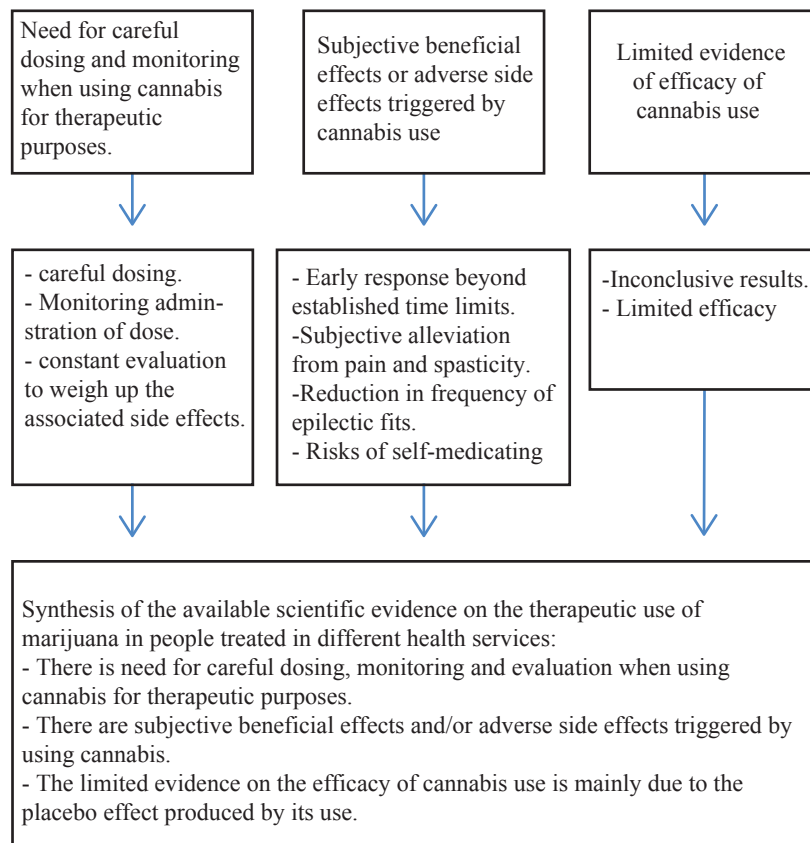 Need for careful
dosing and monitoring
when using cannabis
for therapeutic
purposes.
Subjective beneficial
effects or adverse side
effects triggered by
cannabis use
Limited evidence
of efficacy of
cannabis use
- careful dosing.
- Monitoring admin-
stration of dose.
- constant evaluation
to weigh up the
associated side effects.
- Early response beyond
established time limits.
-Subjective alleviation
from pain and spasticity.
-Reduction in frequency of
epilectic fits.
- Risks of self-medicating
-Inconclusive results.
- Limited efficacy
Synthesis of the available scientific evidence on the therapeutic use of
marijuana in people treated in different health services:
- There is need for careful dosing, monitoring and evaluation when using
cannabis for therapeutic purposes.
- There are subjective beneficial effects and/or adverse side effects triggered by
using cannabis.
- The limited evidence on the efficacy of cannabis use is mainly due to the
placebo effect produced by its use.